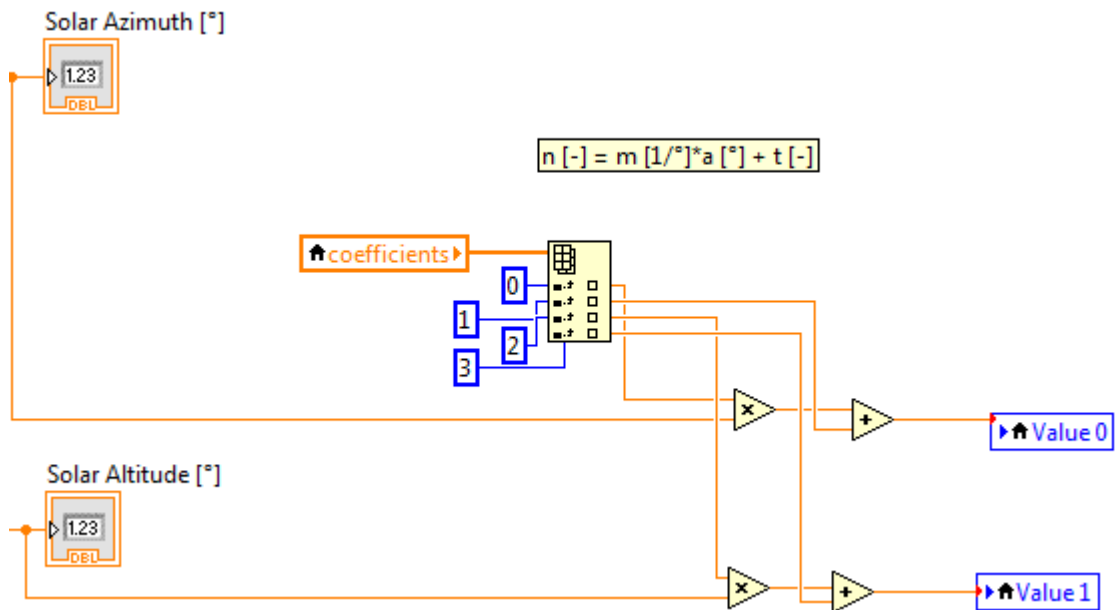 Solar Azimuth [°]
1.23
DBL
n [-] = m [1/°]*a [°] + t [-]
coefficients
0
1
2
3
x
+
Value 0
Solar Altitude [°]
1.23
DBL
x
+
Value 1